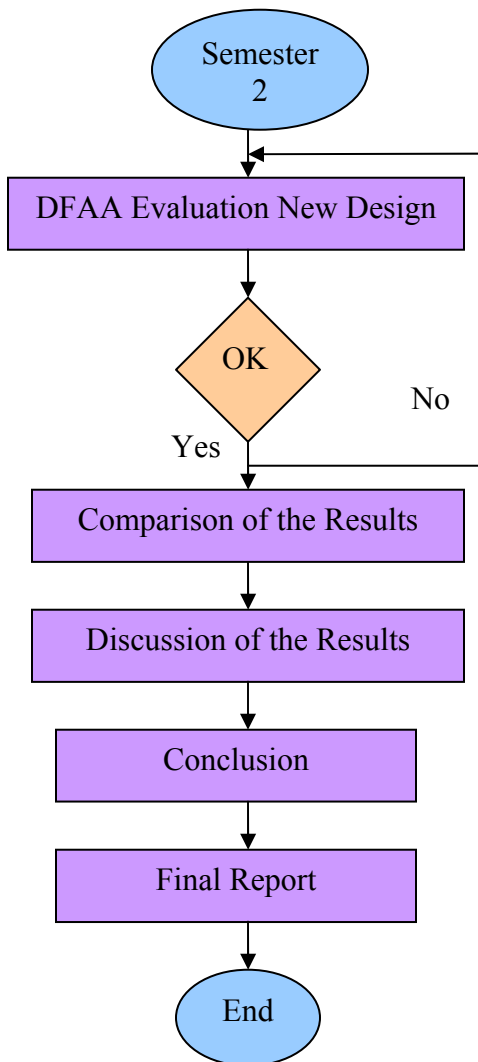 Semester
2
DFAA Evaluation New Design
OK
No
Yes
Comparison of the Results
Discussion of the Results
Conclusion
Final Report
End